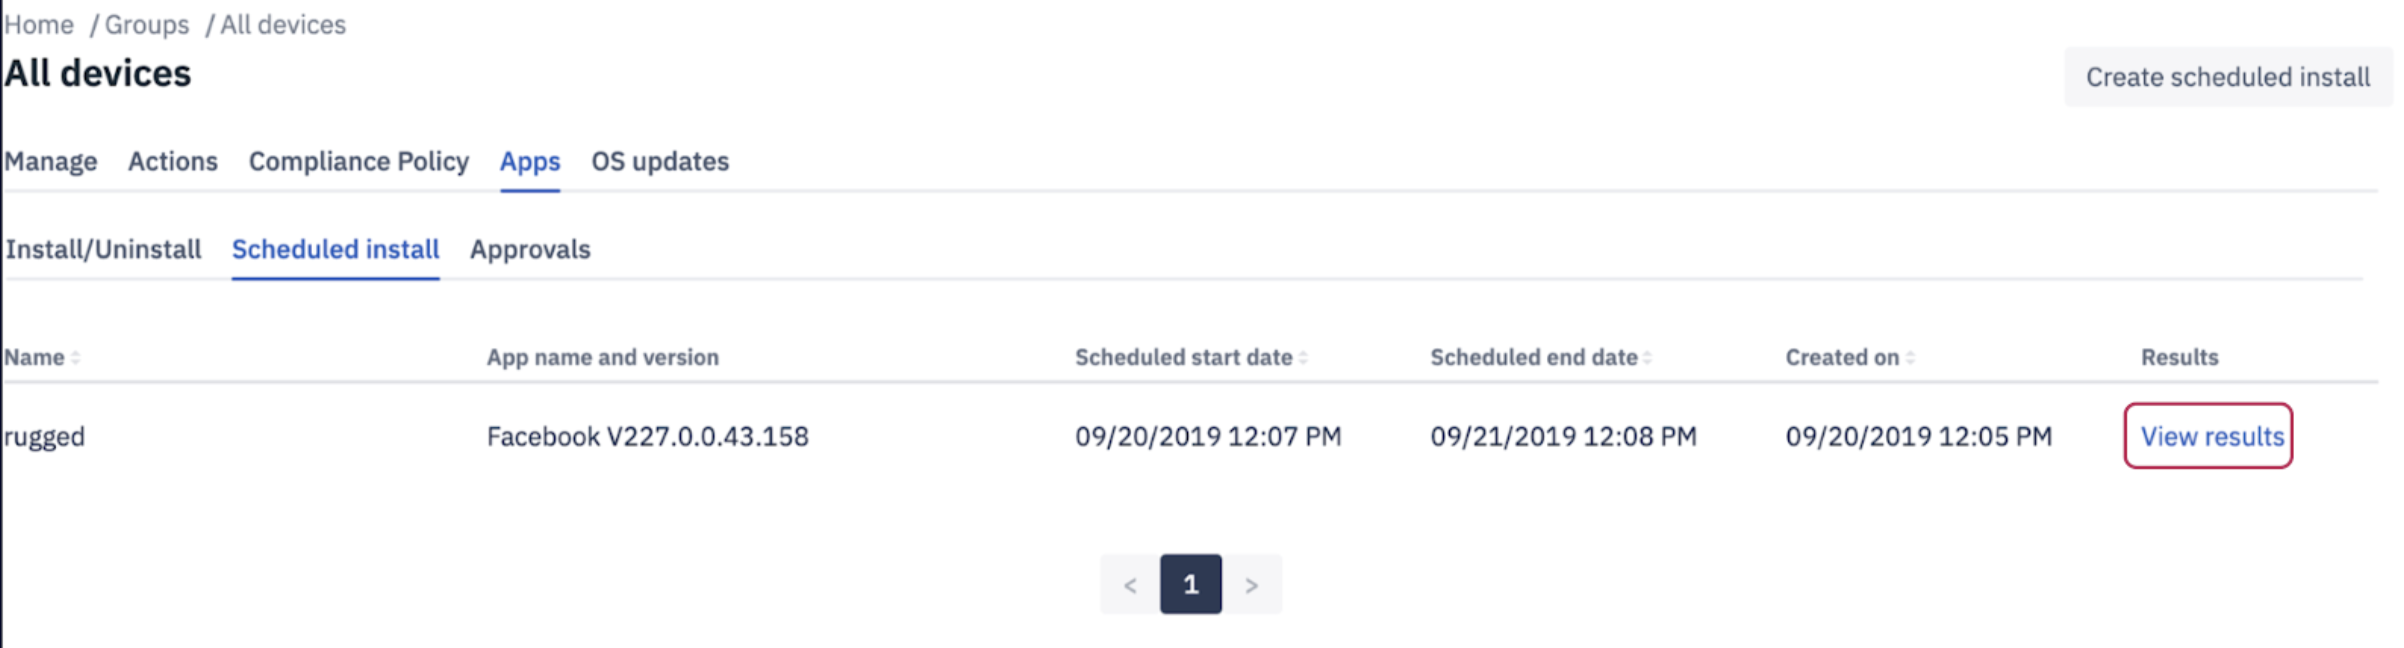 Home / Groups / All devices
All devices
Create scheduled install
Manage Actions Compliance Policy Apps OS updates
Install/Uninstall Scheduled install Approvals
Name App name and version Scheduled start date Scheduled end date Created on Results
rugged Facebook V227.0.0.43.158 09/20/2019 12:07 PM 09/21/2019 12:08 PM 09/20/2019 12:05 PM View results
< 1 >